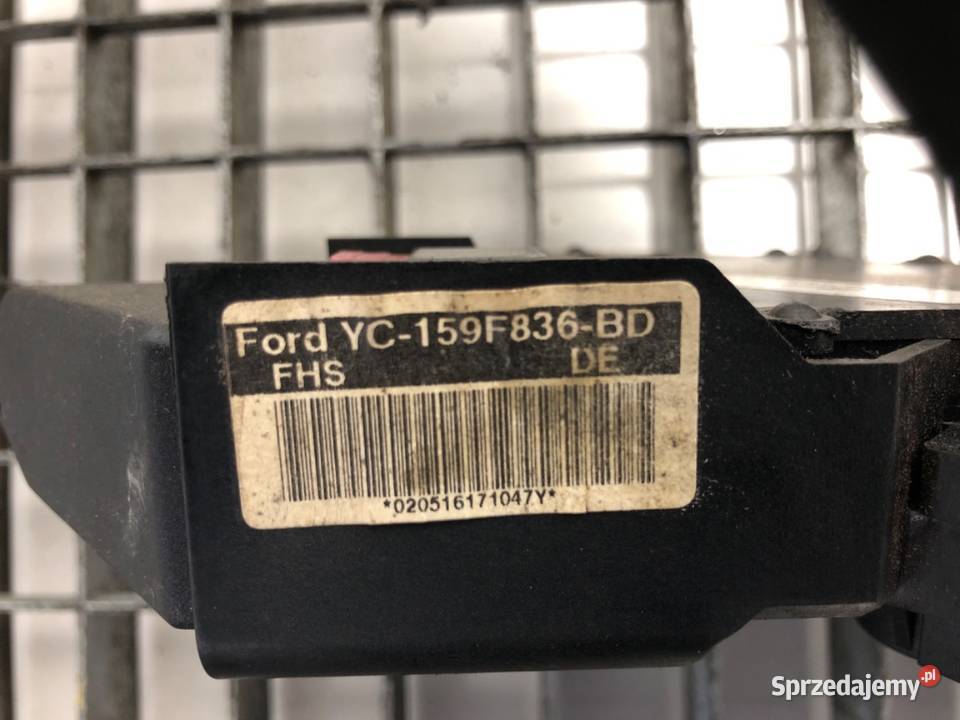 Ford YC-159F836-BD
FHS DE
*020516171047Y*
Sprzedajemy.pl